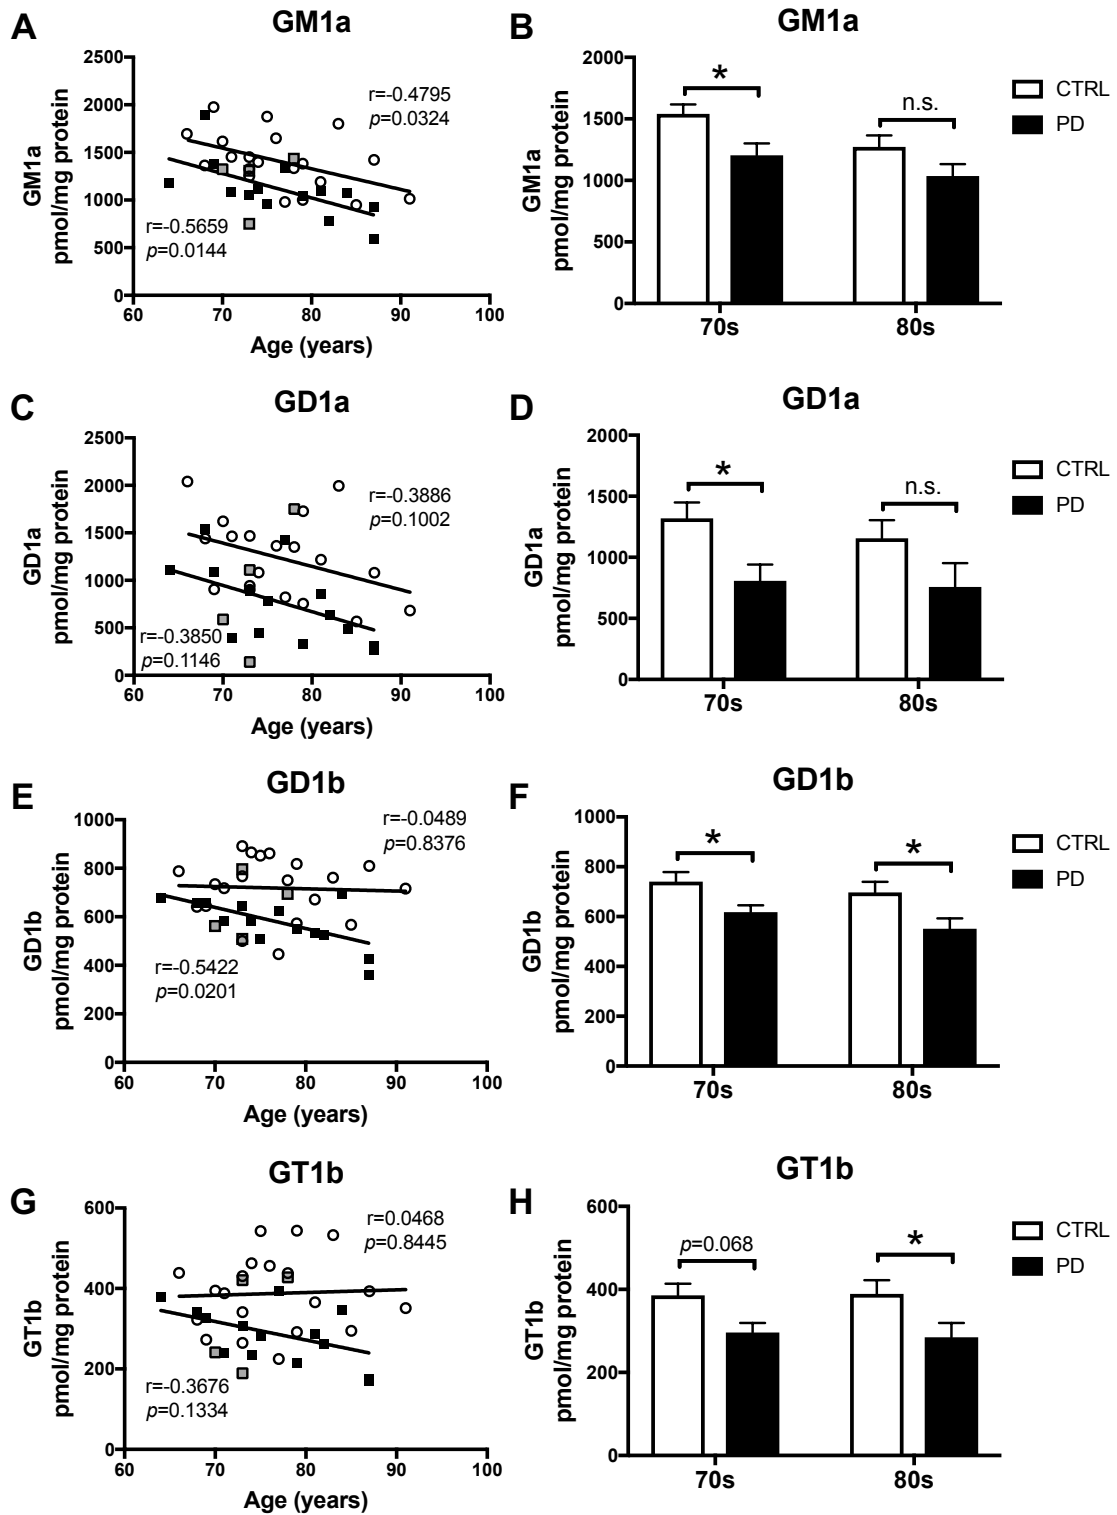 A
GM1a
2500
2000
1500
1000
500
0
60
70
80
90
100
GM1a
pmol/mg protein
Age (years)
r=-0.4795
p=0.0324
r=-0.5659
p=0.0144
B
GM1a
2000
1500
1000
500
0
GM1a
pmol/mg protein
*
n.s.
70s
80s
CTRL
PD
C
GD1a
2500
2000
1500
1000
500
0
60
70
80
90
100
GD1a
pmol/mg protein
Age (years)
r=-0.3886
p=0.1002
r=-0.3850
p=0.1146
D
GD1a
2000
1500
1000
500
0
GD1a
pmol/mg protein
*
n.s.
70s
80s
CTRL
PD
E
GD1b
1000
800
600
400
200
0
60
70
80
90
100
GD1b
pmol/mg protein
Age (years)
r=-0.0489
p=0.8376
r=-0.5422
p=0.0201
F
GD1b
1000
800
600
400
200
0
GD1b
pmol/mg protein
*
*
70s
80s
CTRL
PD
G
GT1b
600
400
200
0
60
70
80
90
100
GT1b
pmol/mg protein
Age (years)
r=0.0468
p=0.8445
r=-0.3676
p=0.1334
H
GT1b
600
400
200
0
GT1b
pmol/mg protein
p=0.068
*
70s
80s
CTRL
PD